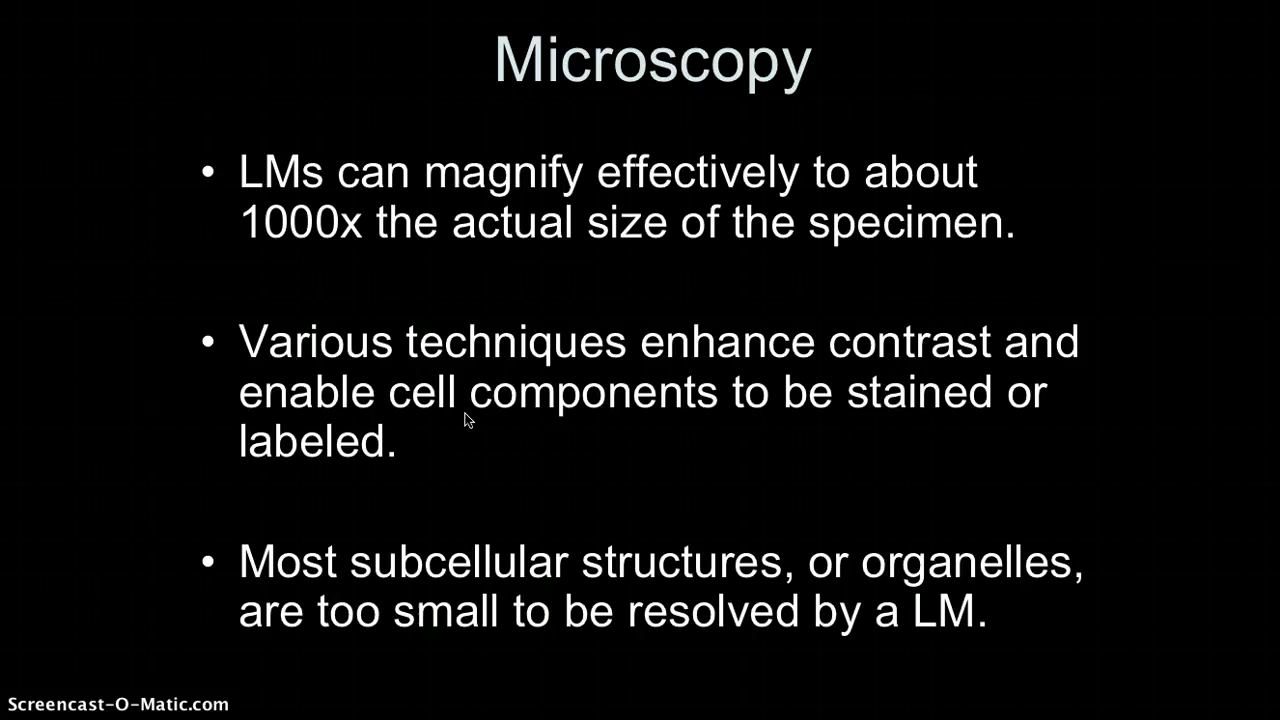 Microscopy
• LMs can magnify effectively to about
1000x the actual size of the specimen.
• Various techniques enhance contrast and
enable cell components to be stained or
labeled.
• Most subcellular structures, or organelles,
are too small to be resolved by a LM.
Screencast-O-Matic.com